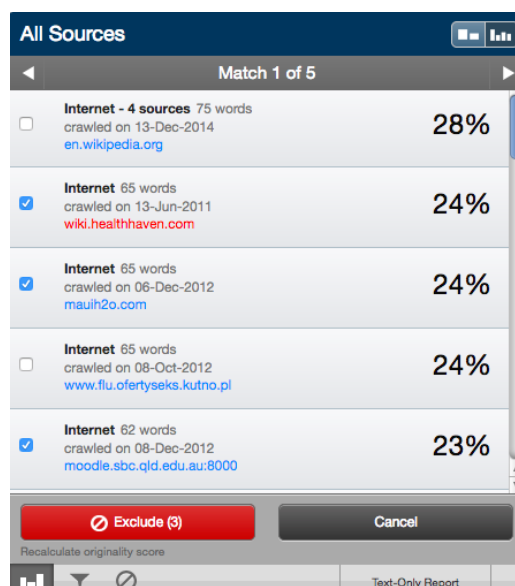 All Sources
Match 1 of 5
Internet - 4 sources 75 words
crawled on 13-Dec-2014
en.wikipedia.org
28%
Internet 65 words
crawled on 13-Jun-2011
wiki.healthhaven.com
24%
Internet 65 words
crawled on 06-Dec-2012
mauih2o.com
24%
Internet 65 words
crawled on 08-Oct-2012
www.flu.ofertyseks.kutno.pl
24%
Internet 62 words
crawled on 08-Dec-2012
moodle.sbc.qld.edu.au:8000
23%
Exclude (3)
Cancel
Recalculate originality score
Text-Only Report